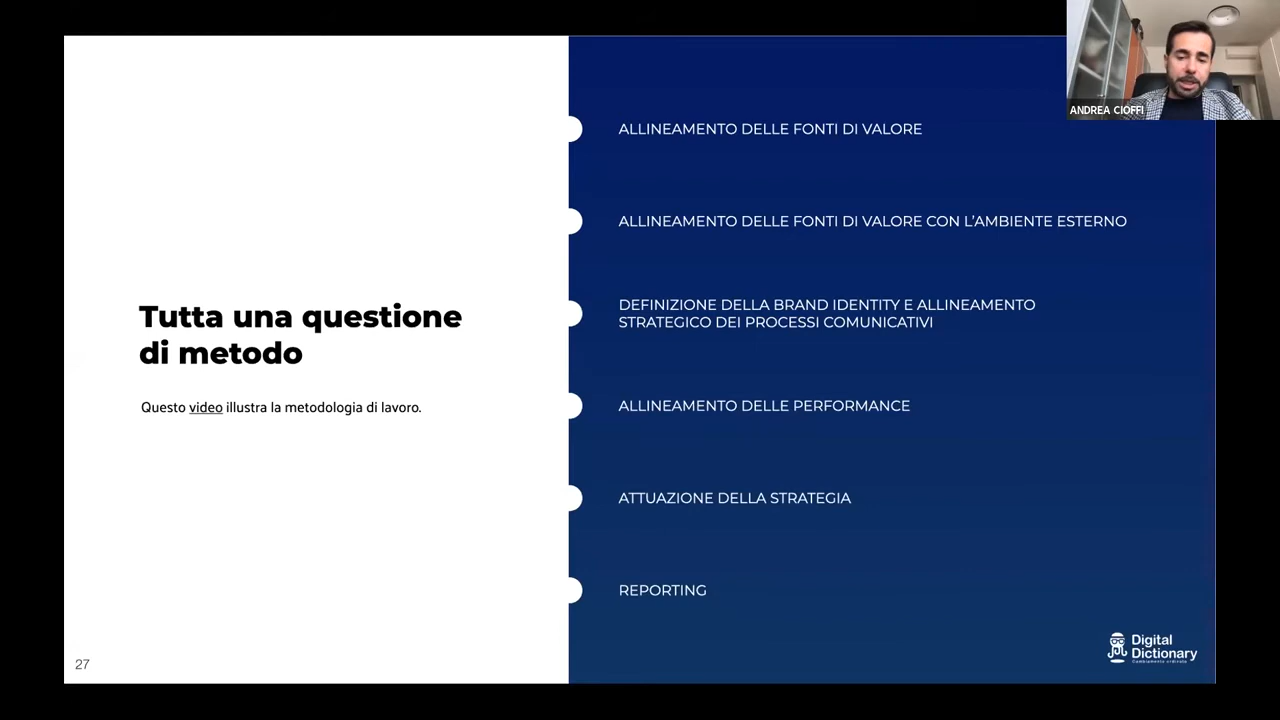 ANDREA CIOFFI
ALLINEAMENTO DELLE FONTI DI VALORE
ALLINEAMENTO DELLE FONTI DI VALORE CON L’AMBIENTE ESTERNO
DEFINIZIONE DELLA BRAND IDENTITY E ALLINEAMENTO
STRATEGICO DEI PROCESSI COMUNICATIVI
ALLINEAMENTO DELLE PERFORMANCE
ATTUAZIONE DELLA STRATEGIA
REPORTING
Tutta una questione
di metodo
Questo video illustra la metodologia di lavoro.
27
Digital
Dictionary
Cambiamento ordinato